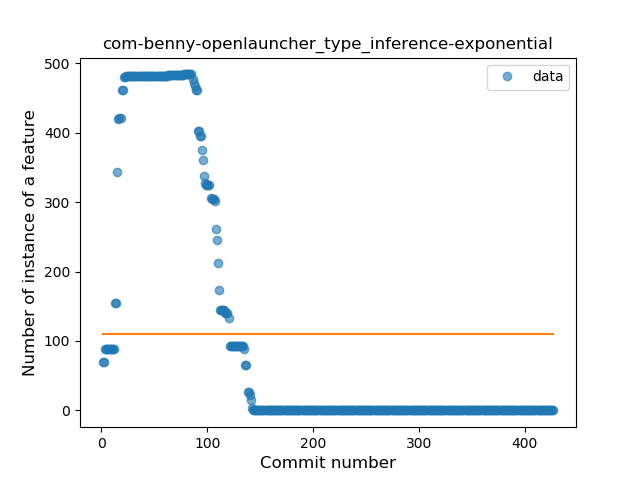 com-benny-openlauncher_type_inference-exponential
data
Number of instance of a feature
500
400
300
200
100
0
0 100 200 300 400
Commit number